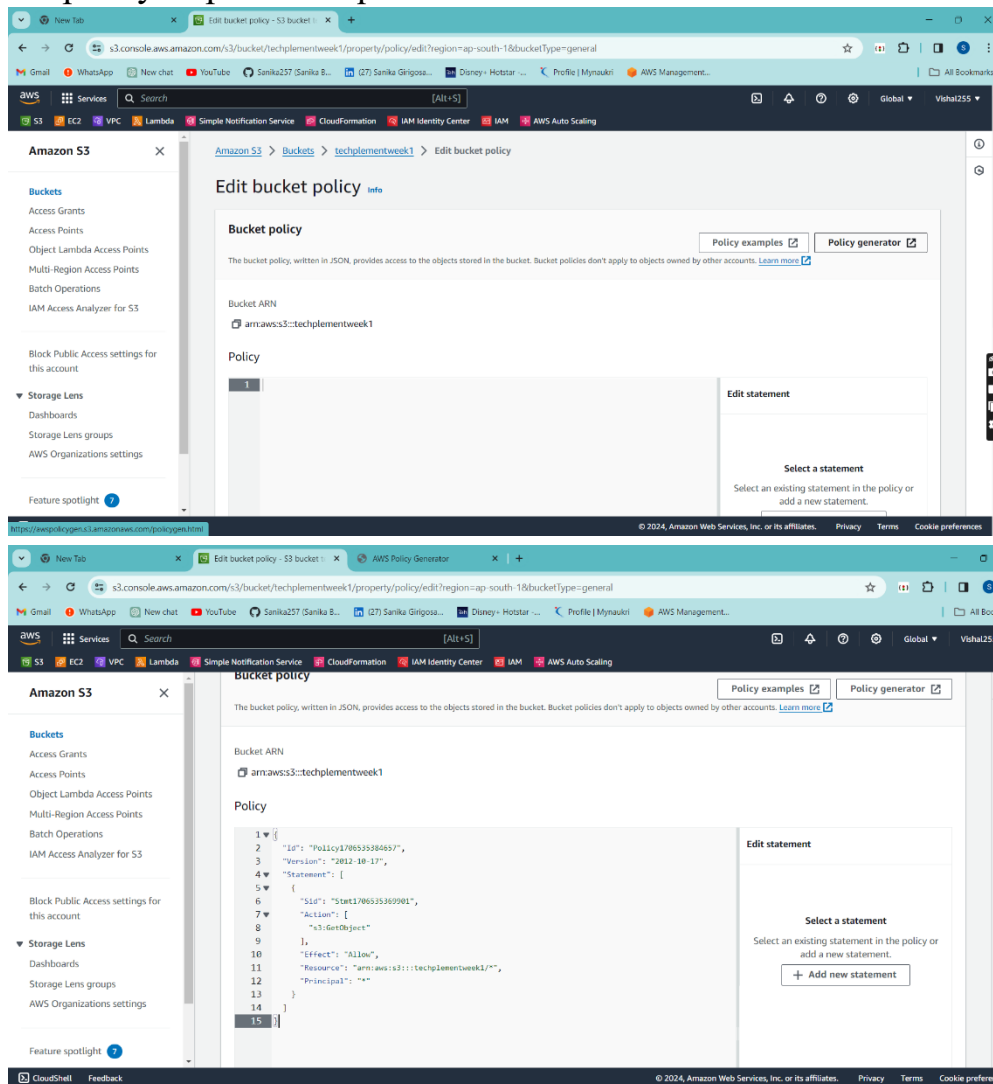 New Tab
Edit bucket policy - S3 bucket
s3.console.aws.amazon.com/s3/bucket/techplementweek1/property/policy/edit?region=ap-south-1&bucketType=general
Gmail WhatsApp New chat YouTube Sanika257 (Sanika B... (27) Sanika Girigosa... Disney+ Hotstar -... Profile | Mynaukri AWS Management... All Bookmarks
aws Services Search [Alt+S] Global Vishal255
S3 EC2 VPC Lambda Simple Notification Service CloudFormation IAM Identity Center IAM AWS Auto Scaling
Amazon S3
Amazon S3 > Buckets > techplementweek1 > Edit bucket policy
Edit bucket policy Info
Buckets
Access Grants
Access Points
Object Lambda Access Points
Multi-Region Access Points
Batch Operations
IAM Access Analyzer for S3
Block Public Access settings for
this account
Storage Lens
Dashboards
Storage Lens groups
AWS Organizations settings
Feature spotlight 7
Bucket policy
Policy examples Policy generator
The bucket policy, written in JSON, provides access to the objects stored in the bucket. Bucket policies don't apply to objects owned by other accounts. Learn more
Bucket ARN
arn:aws:s3:::techplementweek1
Policy
1
Edit statement
Select a statement
Select an existing statement in the policy or
add a new statement.
https://awspolicygen.s3.amazonaws.com/policygen.html
© 2024, Amazon Web Services, Inc. or its affiliates. Privacy Terms Cookie preferences
New Tab
Edit bucket policy - S3 bucket
AWS Policy Generator
s3.console.aws.amazon.com/s3/bucket/techplementweek1/property/policy/edit?region=ap-south-1&bucketType=general
Gmail WhatsApp New chat YouTube Sanika257 (Sanika B... (27) Sanika Girigosa... Disney+ Hotstar -... Profile | Mynaukri AWS Management... All Boo
aws Services Search [Alt+S] Global Vishal25
S3 EC2 VPC Lambda Simple Notification Service CloudFormation IAM Identity Center IAM AWS Auto Scaling
Amazon S3
Buckets
Access Grants
Access Points
Object Lambda Access Points
Multi-Region Access Points
Batch Operations
IAM Access Analyzer for S3
Block Public Access settings for
this account
Storage Lens
Dashboards
Storage Lens groups
AWS Organizations settings
Feature spotlight 7
Bucket policy
Policy examples Policy generator
The bucket policy, written in JSON, provides access to the objects stored in the bucket. Bucket policies don't apply to objects owned by other accounts. Learn more
Bucket ARN
arn:aws:s3:::techplementweek1
Policy
1 {
2 "Id": "Policy1706535384657",
3 "Version": "2012-10-17",
4 "Statement": [
5 {
6 "Sid": "Stmt1706535369901",
7 "Action": [
8 "s3:GetObject"
9 ],
10 "Effect": "Allow",
11 "Resource": "arn:aws:s3:::techplementweek1/*",
12 "Principal": "*"
13 }
14 ]
15 }
Edit statement
Select a statement
Select an existing statement in the policy or
add a new statement.
+ Add new statement
CloudShell Feedback
© 2024, Amazon Web Services, Inc. or its affiliates. Privacy Terms Cookie prefere